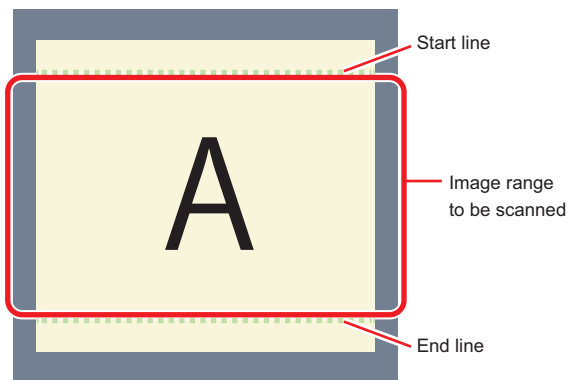 Start line
A
Image range
to be scanned
End line